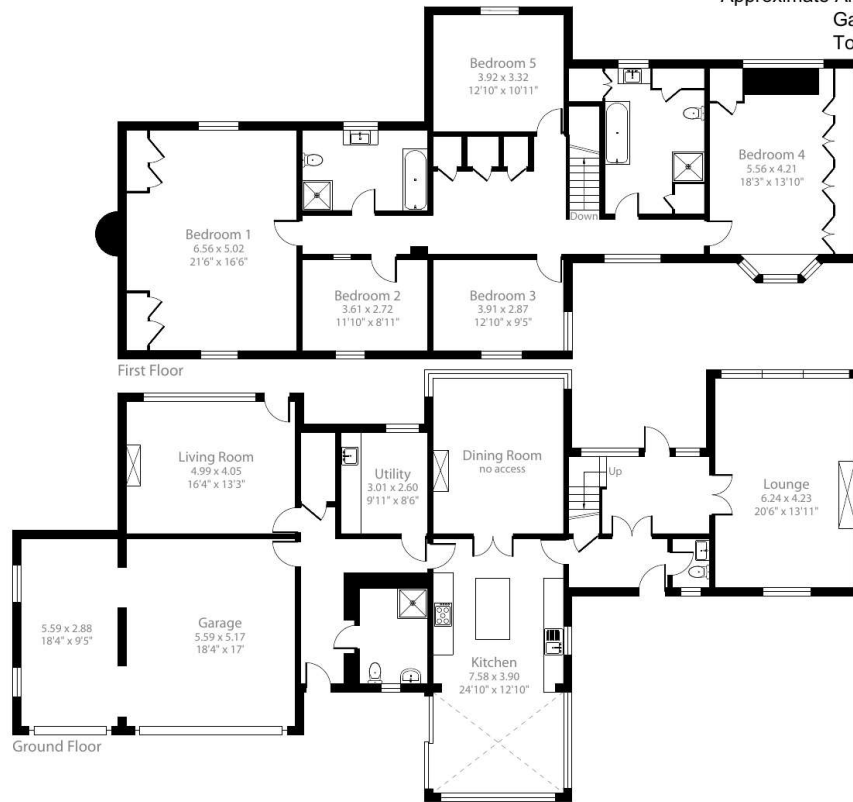 Approximate
Ga
To
Bedroom 5
3.92 x 3.32
12'10" x 10'11"
Bedroom 4
5.56 x 4.21
18'3" x 13'10"
Down
Bedroom 1
6.56 x 5.02
21'6" x 16'6"
Bedroom 2
3.61 x 2.72
11'10" x 8'11"
Bedroom 3
3.91 x 2.87
12'10" x 9'5"
First Floor
Living Room
4.99 x 4.05
16'4" x 13'3"
Utility
3.01 x 2.60
9'11" x 8'6"
Dining Room
no access
Up
Lounge
6.24 x 4.23
20'6" x 13'11"
5.59 x 2.88
18'4" x 9'5"
Garage
5.59 x 5.17
18'4" x 17'
Kitchen
7.58 x 3.90
24'10" x 12'10"
Ground Floor